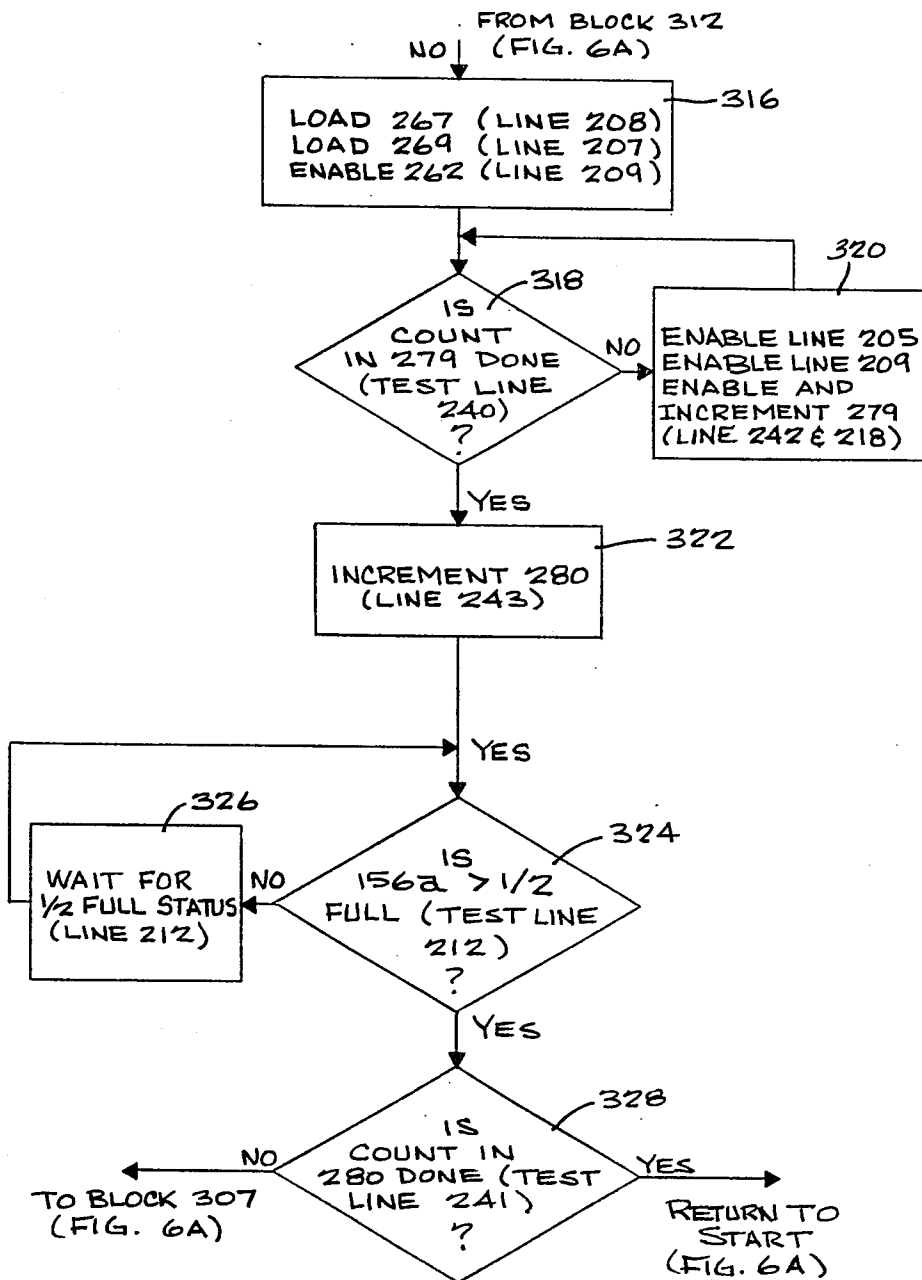 FROM BLOCK 312
(FIG. 6A)
NO
316
LOAD 267 (LINE 208)
LOAD 269 (LINE 207)
ENABLE 262 (LINE 209)
318
IS
COUNT
IN 279 DONE
(TEST LINE
240)
?
NO
320
ENABLE LINE 205
ENABLE LINE 209
ENABLE AND
INCREMENT 279
(LINE 242 & 218)
YES
322
INCREMENT 280
(LINE 243)
YES
326
WAIT FOR
1/2 FULL STATUS
(LINE 212)
NO
324
IS
156a > 1/2
FULL (TEST LINE
212)
?
YES
328
IS
COUNT IN
280 DONE (TEST
LINE 241)
?
NO
TO BLOCK 307
(FIG. 6A)
YES
RETURN TO
START
(FIG. 6A)